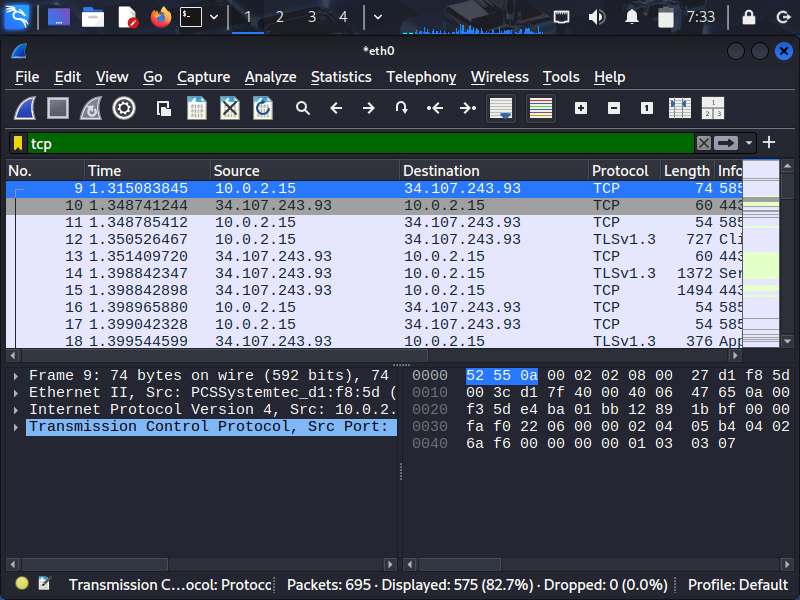 1 2 3 4 7:33
*eth0
File Edit View Go Capture Analyze Statistics Telephony Wireless Tools Help
tcp
No. Time Source Destination Protocol Length Info
9 1.315083845 10.0.2.15 34.107.243.93 TCP 74 585
10 1.348741244 34.107.243.93 10.0.2.15 TCP 60 443
11 1.348785412 10.0.2.15 34.107.243.93 TCP 54 585
12 1.350526467 10.0.2.15 34.107.243.93 TLSv1.3 727 Cli
13 1.351409720 34.107.243.93 10.0.2.15 TCP 60 443
14 1.398842347 34.107.243.93 10.0.2.15 TLSv1.3 1372 Ser
15 1.398842898 34.107.243.93 10.0.2.15 TCP 1494 443
16 1.398965880 10.0.2.15 34.107.243.93 TCP 54 585
17 1.399042328 10.0.2.15 34.107.243.93 TCP 54 585
18 1.399544599 34.107.243.93 10.0.2.15 TLSv1.3 376 App
Frame 9: 74 bytes on wire (592 bits), 74
Ethernet II, Src: PCSSystemtec_d1:f8:5d (
Internet Protocol Version 4, Src: 10.0.2.
Transmission Control Protocol, Src Port:
0000 52 55 0a 00 02 02 08 00 27 d1 f8 5d
0010 00 3c d1 7f 40 00 40 06 47 65 0a 00
0020 f3 5d e4 ba 01 bb 12 89 1b bf 00 00
0030 fa f0 22 06 00 00 02 04 05 b4 04 02
0040 6a f6 00 00 00 00 01 03 03 07
Transmission C...ocol: Protoco Packets: 695 · Displayed: 575 (82.7%) · Dropped: 0 (0.0%) Profile: Default